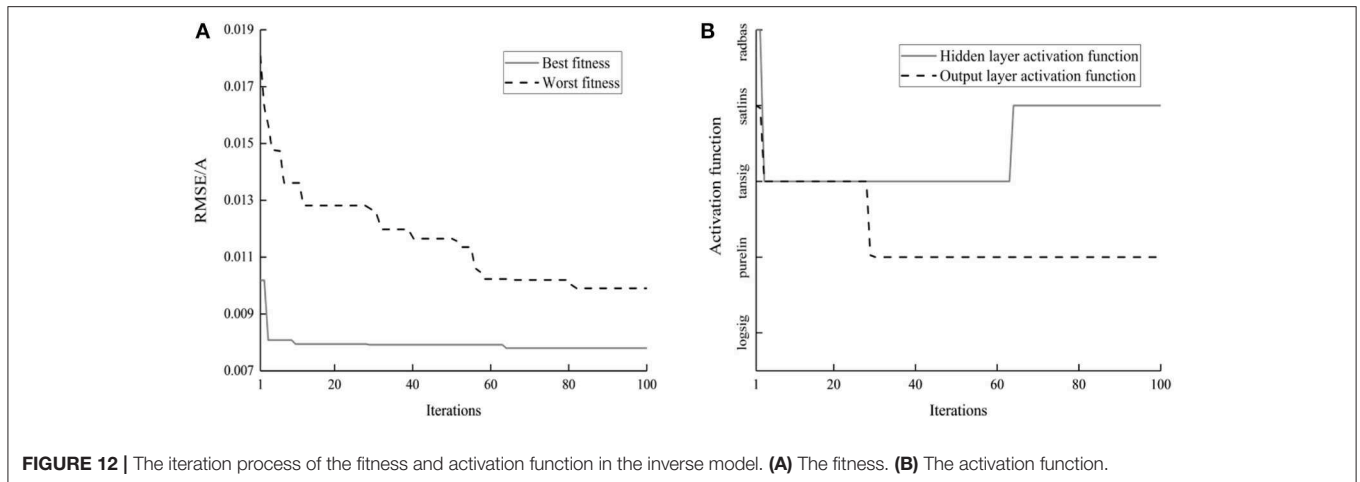 A
0.019
0.017
0.015
0.013
0.011
0.009
0.007
RMSE/A
Best fitness
Worst fitness
1
20
40
60
80
100
Iterations
B
radbas
satlins
tansig
purelin
logsig
Activation function
Hidden layer activation function
Output layer activation function
1
20
40
60
80
100
Iterations
FIGURE 12 | The iteration process of the fitness and activation function in the inverse model. (A) The fitness. (B) The activation function.